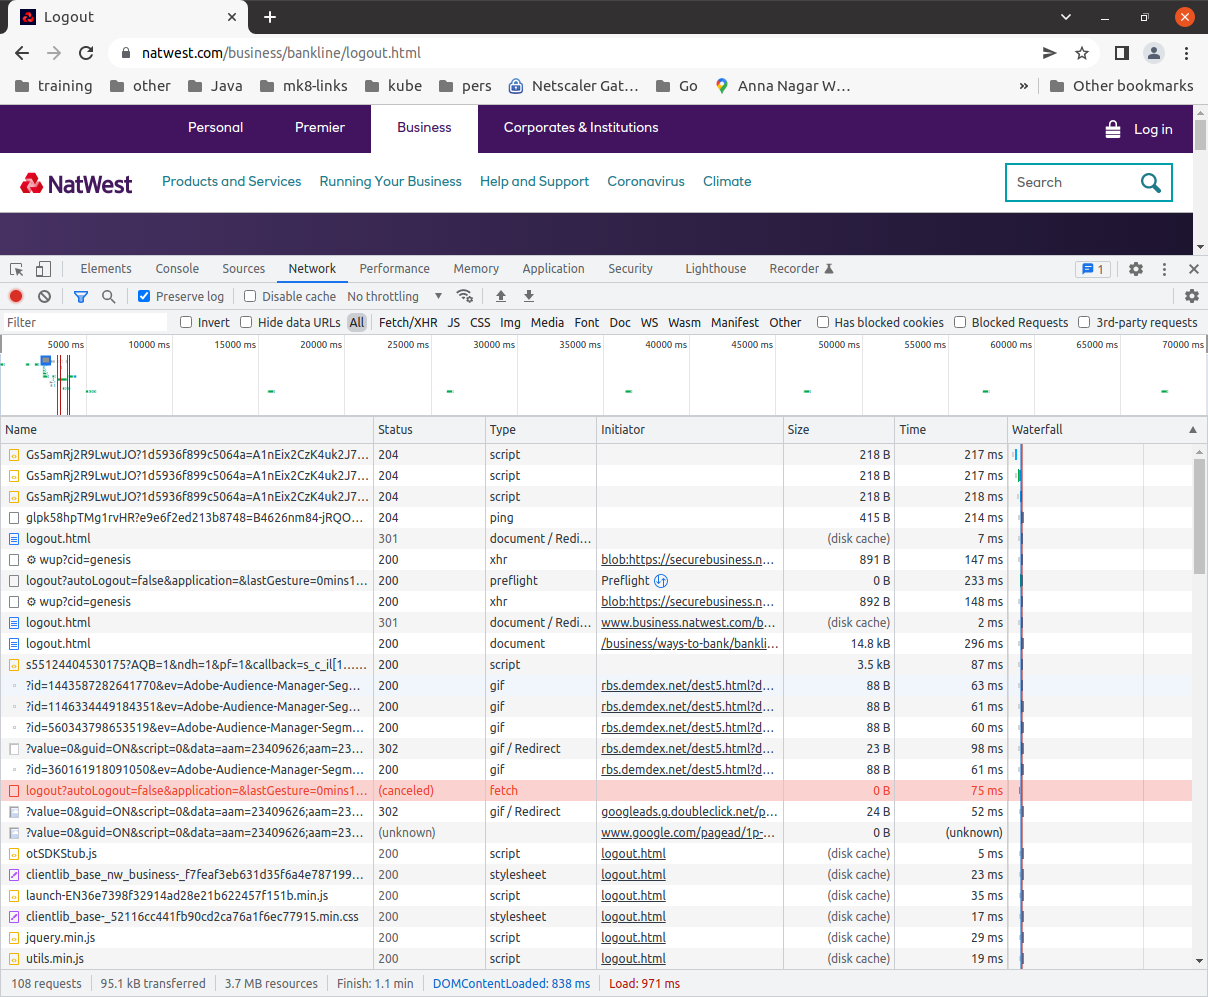 Logout
natwest.com/business/bankline/logout.html
training other Java mk8-links kube pers Netscaler Gat... Go Anna Nagar W... » Other bookmarks
Personal Premier Business Corporates & Institutions Log in
NatWest Products and Services Running Your Business Help and Support Coronavirus Climate Search
Elements Console Sources Network Performance Memory Application Security Lighthouse Recorder 1
Preserve log Disable cache No throttling
Filter Invert Hide data URLs All Fetch/XHR JS CSS Img Media Font Doc WS Wasm Manifest Other Has blocked cookies Blocked Requests 3rd-party requests
5000 ms 10000 ms 15000 ms 20000 ms 25000 ms 30000 ms 35000 ms 40000 ms 45000 ms 50000 ms 55000 ms 60000 ms 65000 ms 70000 ms
Name Status Type Initiator Size Time Waterfall
Gs5amRj2R9LwutJO?1d5936f899c5064a=A1nEix2CzK4uk2J7... 204 script 218 B 217 ms
Gs5amRj2R9LwutJO?1d5936f899c5064a=A1nEix2CzK4uk2J7... 204 script 218 B 217 ms
Gs5amRj2R9LwutJO?1d5936f899c5064a=A1nEix2CzK4uk2J7... 204 script 218 B 218 ms
glpk58hpTMg1rvHR?e9e6f2ed213b8748=B4626nm84-jRQO... 204 ping 415 B 214 ms
logout.html 301 document / Redi... (disk cache) 7 ms
wup?cid=genesis 200 xhr blob:https://securebusiness.n... 891 B 147 ms
logout?autoLogout=false&application=&lastGesture=0mins1... 200 preflight Preflight 0 B 233 ms
wup?cid=genesis 200 xhr blob:https://securebusiness.n... 892 B 148 ms
logout.html 301 document / Redi... www.business.natwest.com/b... (disk cache) 2 ms
logout.html 200 document /business/ways-to-bank/bankli... 14.8 kB 296 ms
s55124404530175?AQB=1&ndh=1&pf=1&callback=s_c_il[1...... 200 script 3.5 kB 87 ms
?id=1443587282641770&ev=Adobe-Audience-Manager-Seg... 200 gif rbs.demdex.net/dest5.html?d... 88 B 63 ms
?id=1146334449184351&ev=Adobe-Audience-Manager-Seg... 200 gif rbs.demdex.net/dest5.html?d... 88 B 61 ms
?id=560343798653519&ev=Adobe-Audience-Manager-Segm... 200 gif rbs.demdex.net/dest5.html?d... 88 B 60 ms
?value=0&guid=ON&script=0&data=aam=23409626;aam=23... 302 gif / Redirect rbs.demdex.net/dest5.html?d... 23 B 98 ms
?id=360161918091050&ev=Adobe-Audience-Manager-Segm... 200 gif rbs.demdex.net/dest5.html?d... 88 B 61 ms
logout?autoLogout=false&application=&lastGesture=0mins1... (canceled) fetch 0 B 75 ms
?value=0&guid=ON&script=0&data=aam=23409626;aam=23... 302 gif / Redirect googleads.g.doubleclick.net/p... 24 B 52 ms
?value=0&guid=ON&script=0&data=aam=23409626;aam=23... (unknown) www.google.com/pagead/1p-... 0 B (unknown)
otSDKStub.js 200 script logout.html (disk cache) 5 ms
clientlib_base_nw_business-_f7feaf3eb631d35f6a4e787199... 200 stylesheet logout.html (disk cache) 23 ms
launch-EN36e7398f32914ad28e21b622457f151b.min.js 200 script logout.html (disk cache) 35 ms
clientlib_base-_52116cc441fb90cd2ca76a1f6ec77915.min.css 200 stylesheet logout.html (disk cache) 17 ms
jquery.min.js 200 script logout.html (disk cache) 29 ms
utils.min.js 200 script logout.html (disk cache) 19 ms
108 requests 95.1 kB transferred 3.7 MB resources Finish: 1.1 min DOMContentLoaded: 838 ms Load: 971 ms